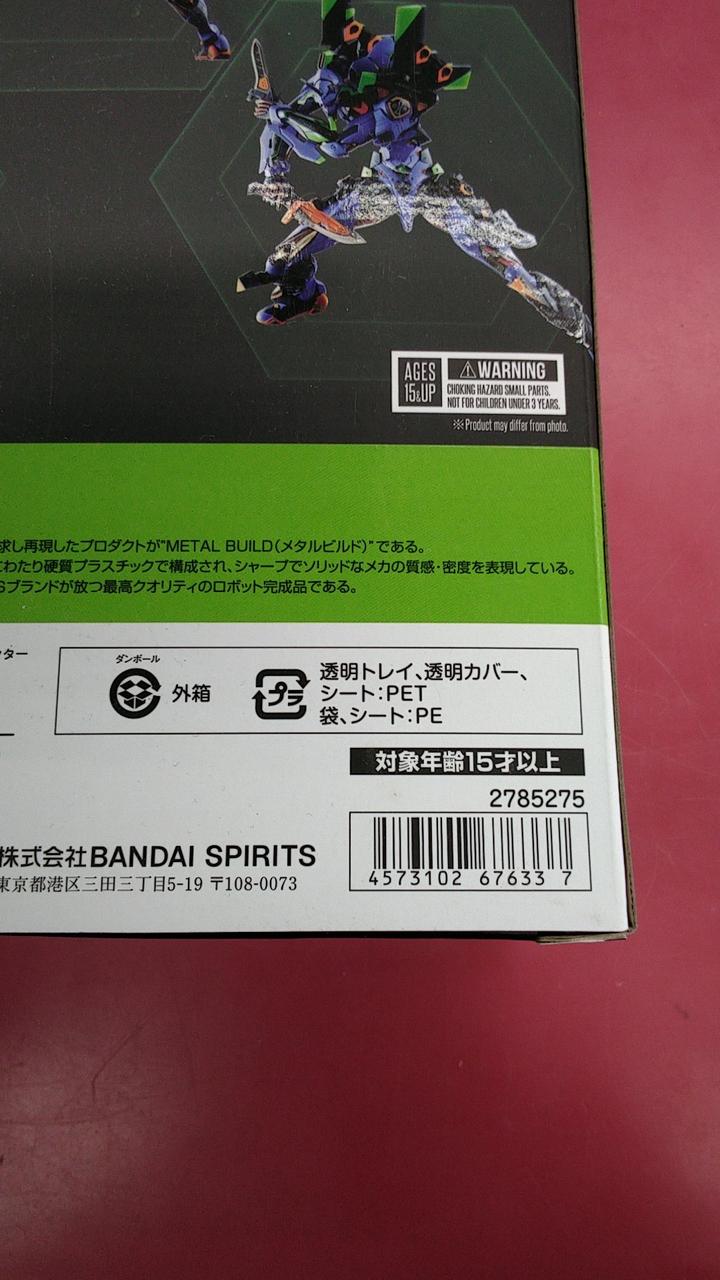 AGES
15&UP
⚠WARNING
CHOKING HAZARD SMALL PARTS.
NOT FOR CHILDREN UNDER 3 YEARS.
※Product may differ from photo.
求し再現したプロダクトが"METAL BUILD(メタルビルド)"である。
わたり硬質プラスチックで構成され、シャープでソリッドなメカの質感・密度を表現している。
Sブランドが放つ最高クオリティのロボット完成品である。
ター
ダンボール
外箱
プラ
透明トレイ、透明カバー、
シート:PET
袋、シート:PE
対象年齢15才以上
2785275
株式会社BANDAI SPIRITS
東京都港区三田三丁目5-19 〒108-0073
4573102 67633 7